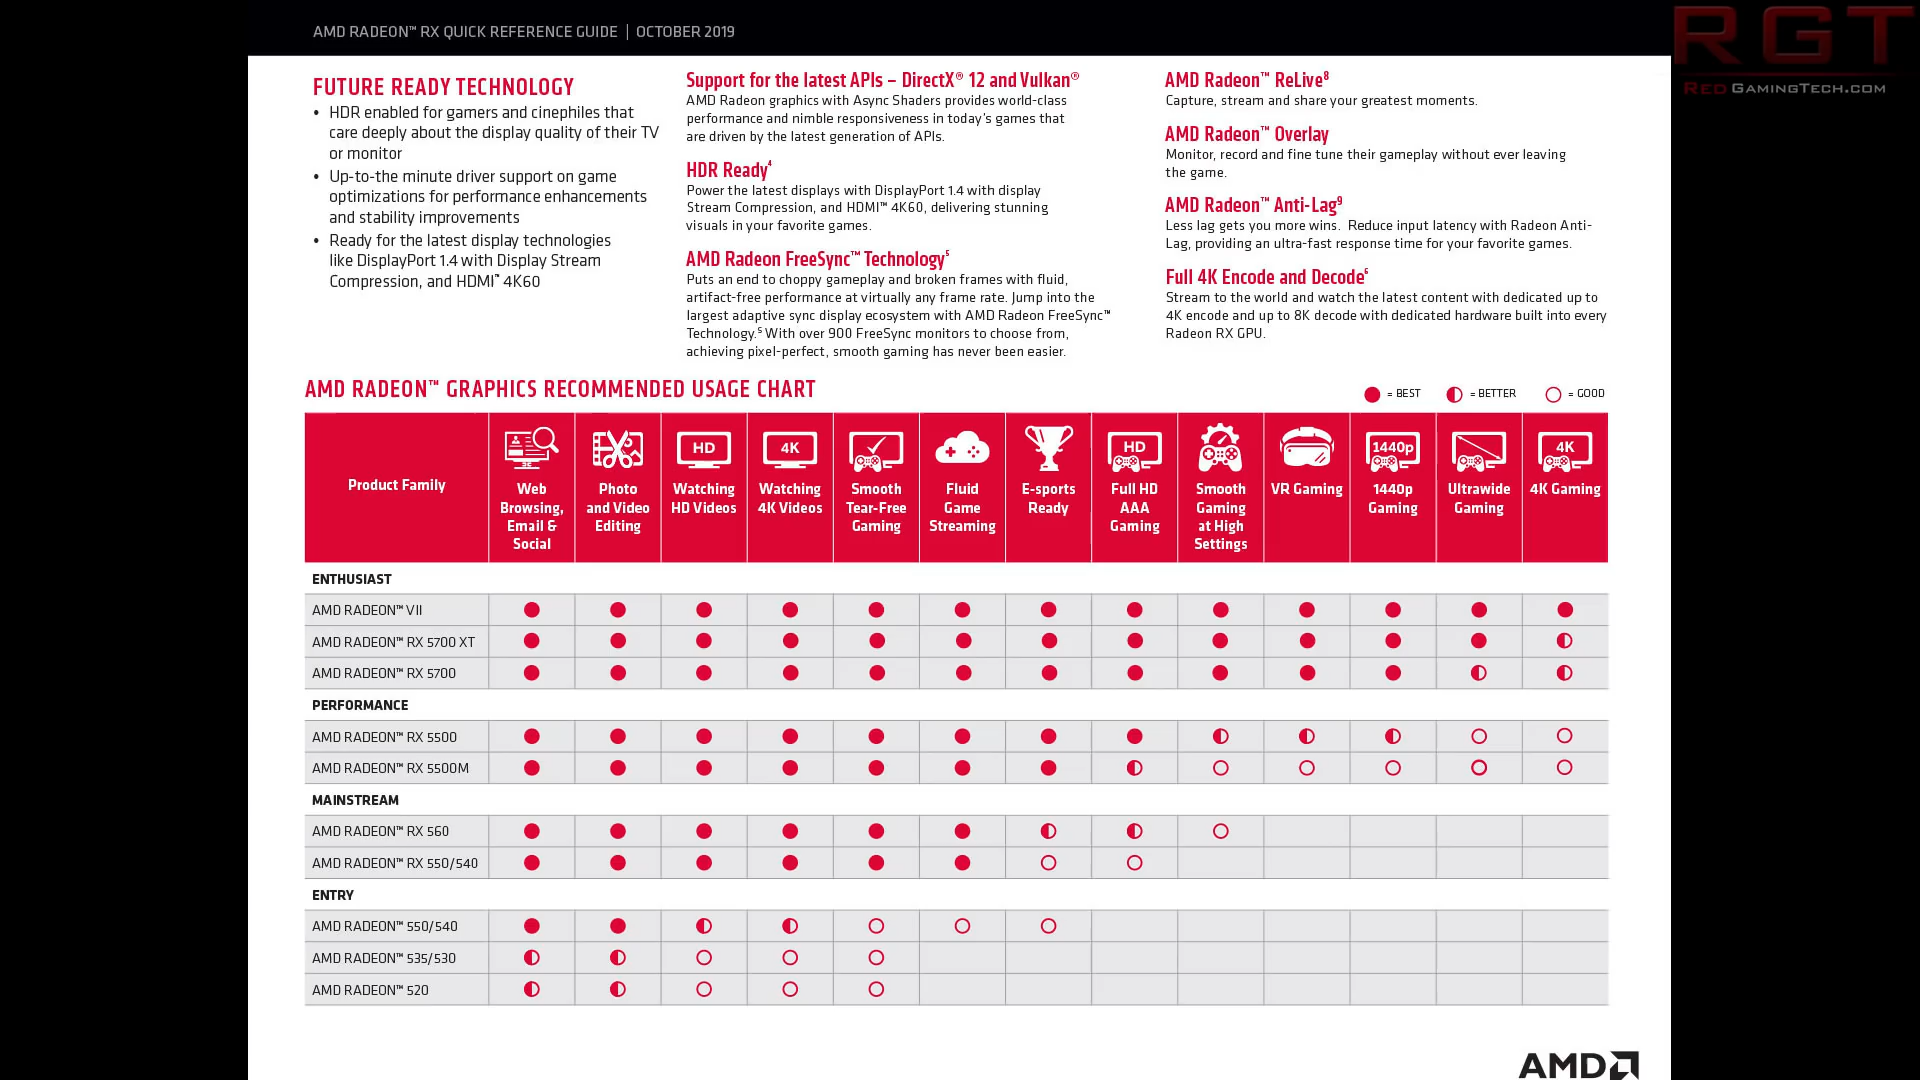 AMD RADEON™ RX QUICK REFERENCE GUIDE | OCTOBER 2019
RGT
RED GAMINGTECH.COM
FUTURE READY TECHNOLOGY
• HDR enabled for gamers and cinephiles that
care deeply about the display quality of their TV
or monitor
• Up-to-the minute driver support on game
optimizations for performance enhancements
and stability improvements
• Ready for the latest display technologies
like DisplayPort 1.4 with Display Stream
Compression, and HDMI™ 4K60
Support for the latest APIs – DirectX® 12 and Vulkan®
AMD Radeon graphics with Async Shaders provides world-class
performance and nimble responsiveness in today's games that
are driven by the latest generation of APIs.
HDR Ready⁴
Power the latest displays with DisplayPort 1.4 with display
Stream Compression, and HDMI™ 4K60, delivering stunning
visuals in your favorite games.
AMD Radeon FreeSync™ Technology⁵
Puts an end to choppy gameplay and broken frames with fluid,
artifact-free performance at virtually any frame rate. Jump into the
largest adaptive sync display ecosystem with AMD Radeon FreeSync™
Technology.⁵ With over 900 FreeSync monitors to choose from,
achieving pixel-perfect, smooth gaming has never been easier.
AMD Radeon™ ReLive⁸
Capture, stream and share your greatest moments.
AMD Radeon™ Overlay
Monitor, record and fine tune their gameplay without ever leaving
the game.
AMD Radeon™ Anti-Lag⁹
Less lag gets you more wins. Reduce input latency with Radeon Anti-
Lag, providing an ultra-fast response time for your favorite games.
Full 4K Encode and Decode⁶
Stream to the world and watch the latest content with dedicated up to
4K encode and up to 8K decode with dedicated hardware built into every
Radeon RX GPU.
AMD RADEON™ GRAPHICS RECOMMENDED USAGE CHART
= BEST = BETTER = GOOD
HD
4K
HD
1440p
4K
Product Family
Web
Browsing,
Email &
Social
Photo
and Video
Editing
Watching
HD Videos
Watching
4K Videos
Smooth
Tear-Free
Gaming
Fluid
Game
Streaming
E-sports
Ready
Full HD
AAA
Gaming
Smooth
Gaming
at High
Settings
VR Gaming
1440p
Gaming
Ultrawide
Gaming
4K Gaming
ENTHUSIAST
AMD RADEON™ VII
AMD RADEON™ RX 5700 XT
AMD RADEON™ RX 5700
PERFORMANCE
AMD RADEON™ RX 5500
AMD RADEON™ RX 5500M
MAINSTREAM
AMD RADEON™ RX 560
AMD RADEON™ RX 550/540
ENTRY
AMD RADEON™ 550/540
AMD RADEON™ 535/530
AMD RADEON™ 520
AMD